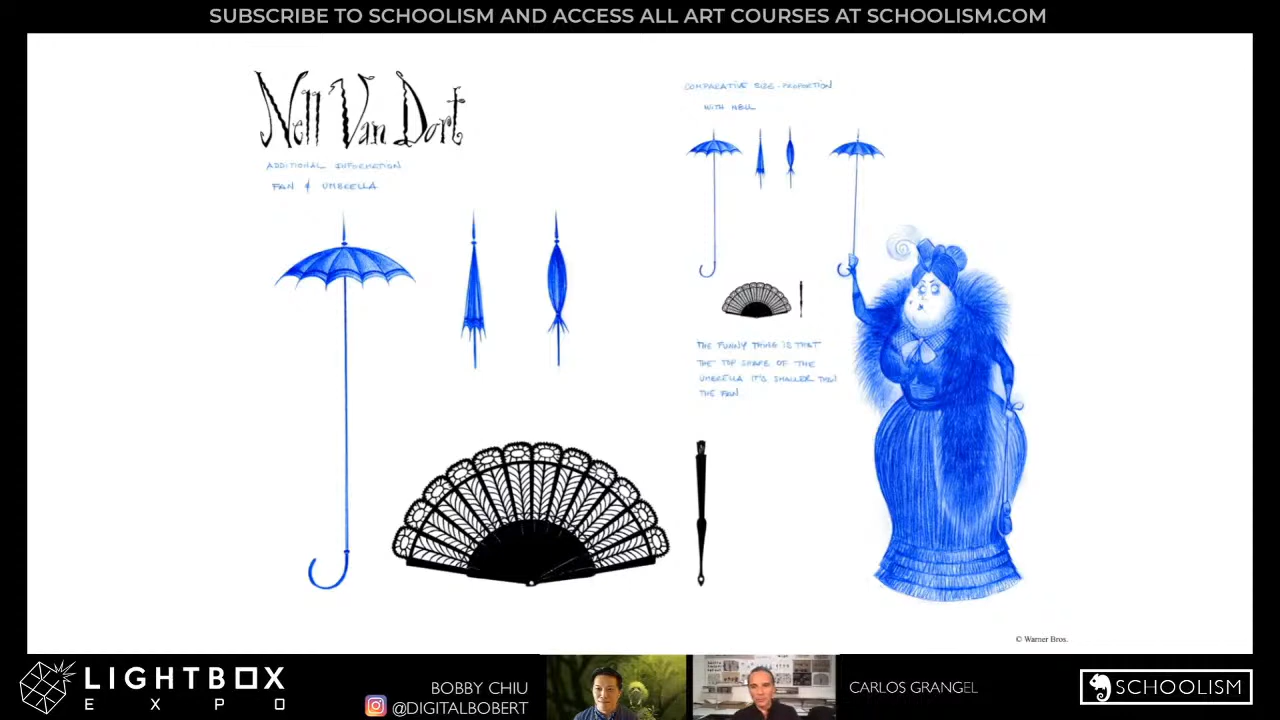 SUBSCRIBE TO SCHOOLISM AND ACCESS ALL ART COURSES AT SCHOOLISM.COM
Nell Van Dort
ADDITIONAL INFORMATION
FAN & UMBRELLA
COMPARATIVE SIZE-PROPORTION
WITH NELL
THE FUNNY THING IS THAT
THE TOP SHAPE OF THE
UMBRELLA IT'S SMALLER THEN
THE FAN
© Warner Bros.
LIGHTBOX
EXPO
BOBBY CHIU
@DIGITALBOBERT
CARLOS GRANGEL
SCHOOLISM